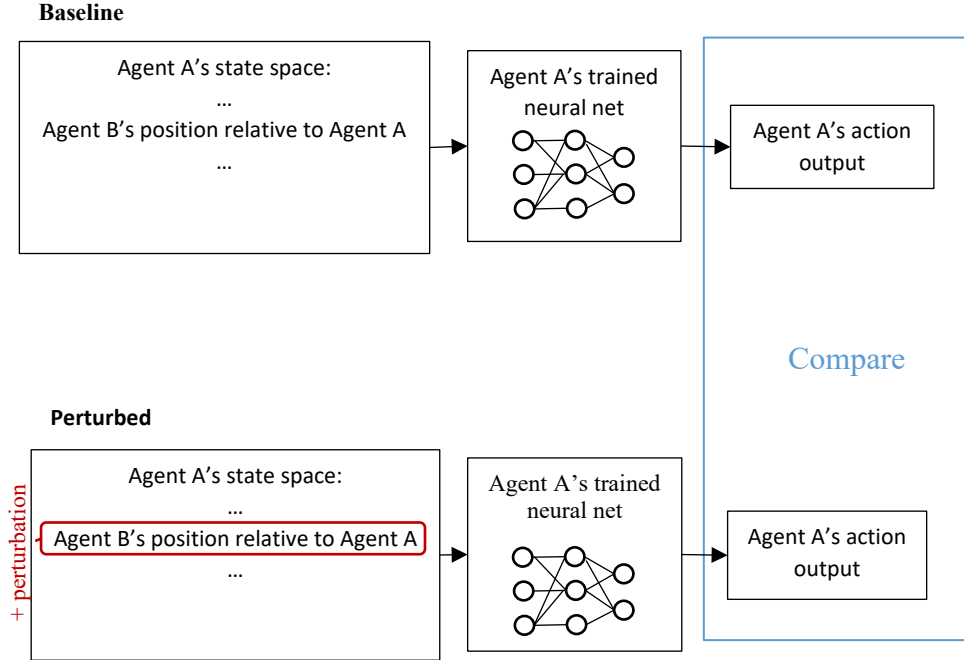 Baseline
Agent A’s state space:
...
Agent B’s position relative to Agent A
...
Agent A’s trained
neural net
Agent A’s action
output
Compare
Perturbed
+ perturbation
Agent A’s state space:
...
Agent B’s position relative to Agent A
...
Agent A’s trained
neural net
Agent A’s action
output